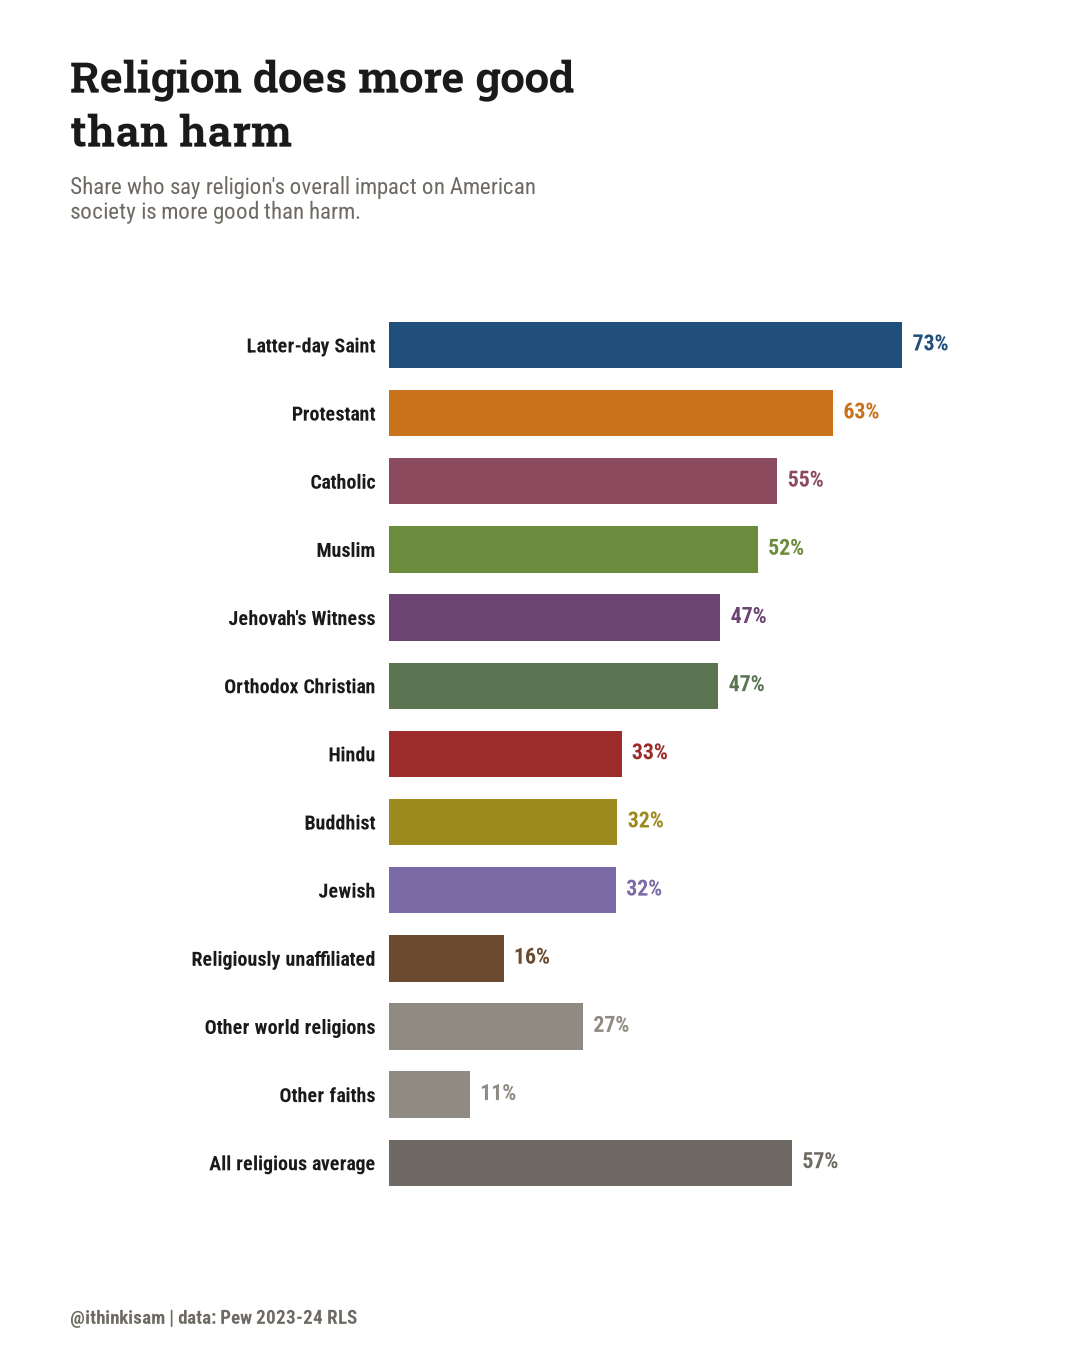 Religion does more good
than harm
Share who say religion's overall impact on American
society is more good than harm.
Latter-day Saint 73%
Protestant 63%
Catholic 55%
Muslim 52%
Jehovah's Witness 47%
Orthodox Christian 47%
Hindu 33%
Buddhist 32%
Jewish 32%
Religiously unaffiliated 16%
Other world religions 27%
Other faiths 11%
All religious average 57%
@ithinkisam | data: Pew 2023-24 RLS